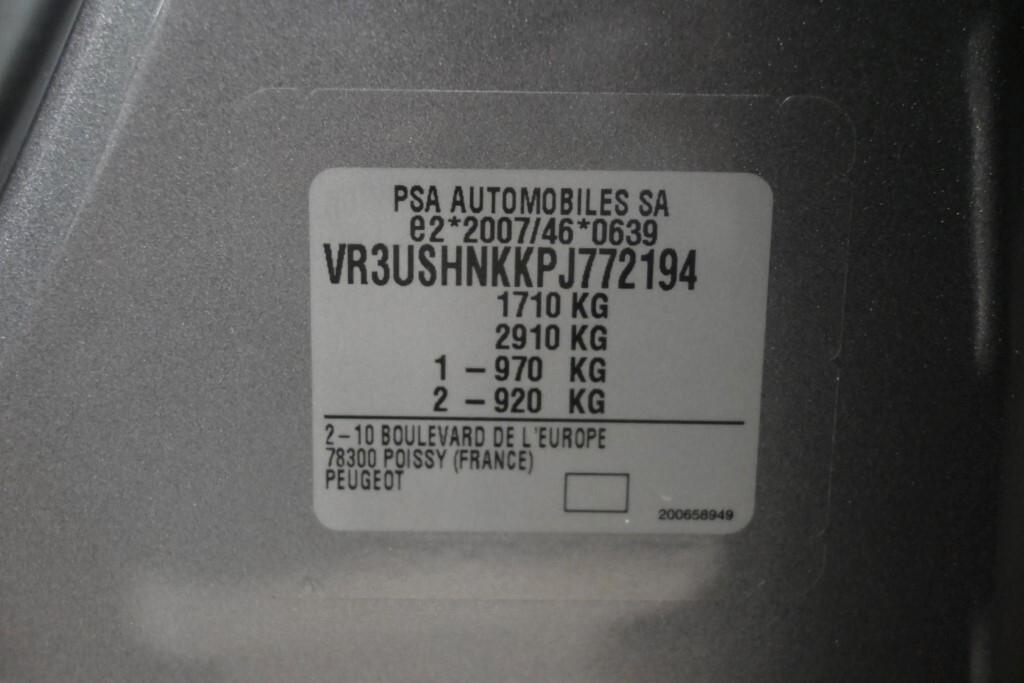 PSA AUTOMOBILES SA
e2*2007/46*0639
VR3USHNKKPJ772194
1710 KG
2910 KG
1 – 970 KG
2 – 920 KG
2–10 BOULEVARD DE L'EUROPE
78300 POISSY (FRANCE)
PEUGEOT
200658949